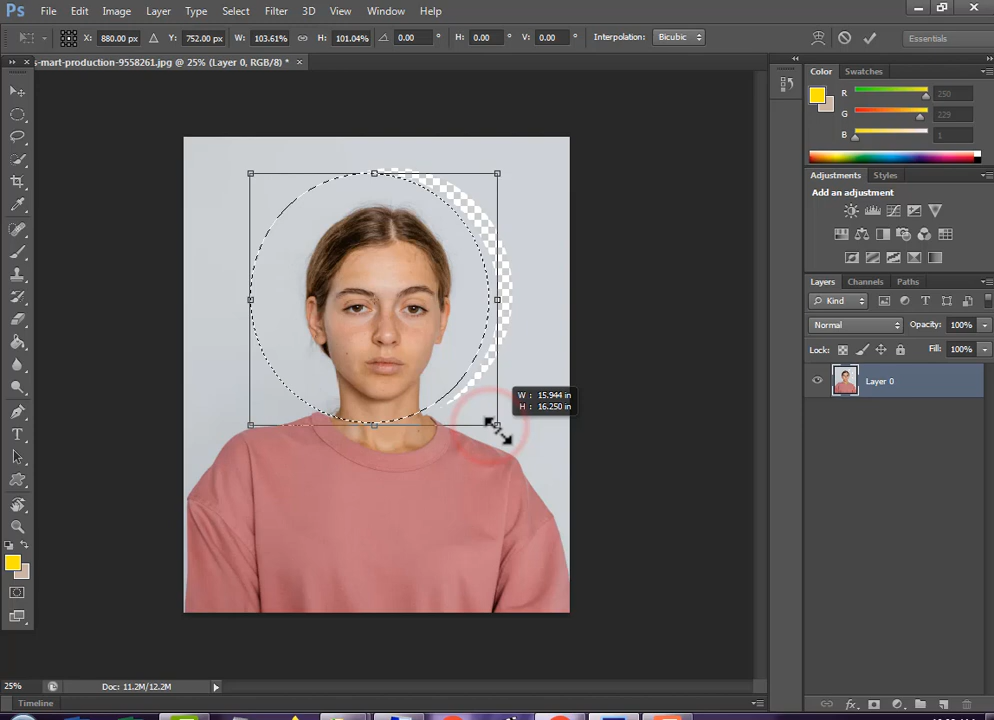 Ps File Edit Image Layer Type Select Filter 3D View Window Help
X: 880.00 px Y: 752.00 px W: 103.61% H: 101.04% 0.00 ° H: 0.00 ° V: 0.00 ° Interpolation: Bicubic Essentials
s-mart-production-9558261.jpg @ 25% (Layer 0, RGB/8) * ×
Color Swatches
R 250
G 229
B 1
Adjustments Styles
Add an adjustment
Layers Channels Paths
Kind
Normal Opacity: 100%
Lock: Fill: 100%
Layer 0
W : 15.944 in
H : 16.250 in
25% Doc: 11.2M/12.2M
Timeline